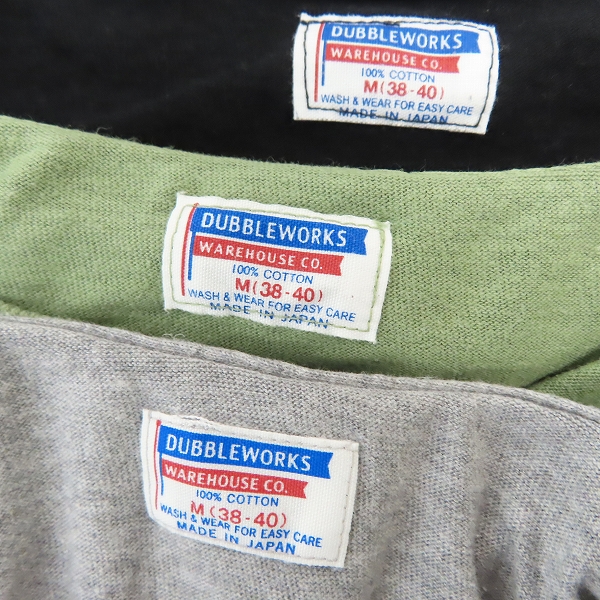 DUBBLEWORKS
WAREHOUSE CO.
100% COTTON
M(38-40)
WASH & WEAR FOR EASY CARE
MADE IN JAPAN
DUBBLEWORKS
WAREHOUSE CO.
100% COTTON
M(38-40)
WASH & WEAR FOR EASY CARE
MADE IN JAPAN
DUBBLEWORKS
WAREHOUSE CO.
100% COTTON
M(38-40)
WASH & WEAR FOR EASY CARE
MADE IN JAPAN